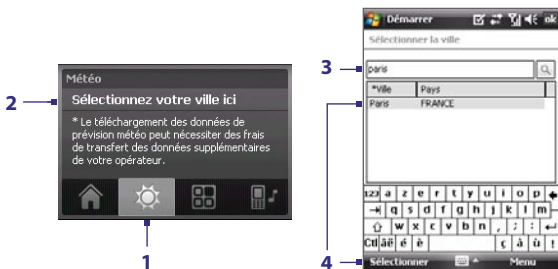 Météo
2
Sélectionnez votre ville ici
* Le téléchargement des données de
prévision météo peut nécessiter des frais
de transfert des données supplémentaires
de votre opérateur.
1
Démarrer ok
Sélectionner la ville
3
paris
*Ville Pays
Paris FRANCE
123 a z e r t y u i o p
q s d f g h j k l m
w x c v b n , ; :
Ctl áë é è ç à ù !
4
Sélectionner Menu